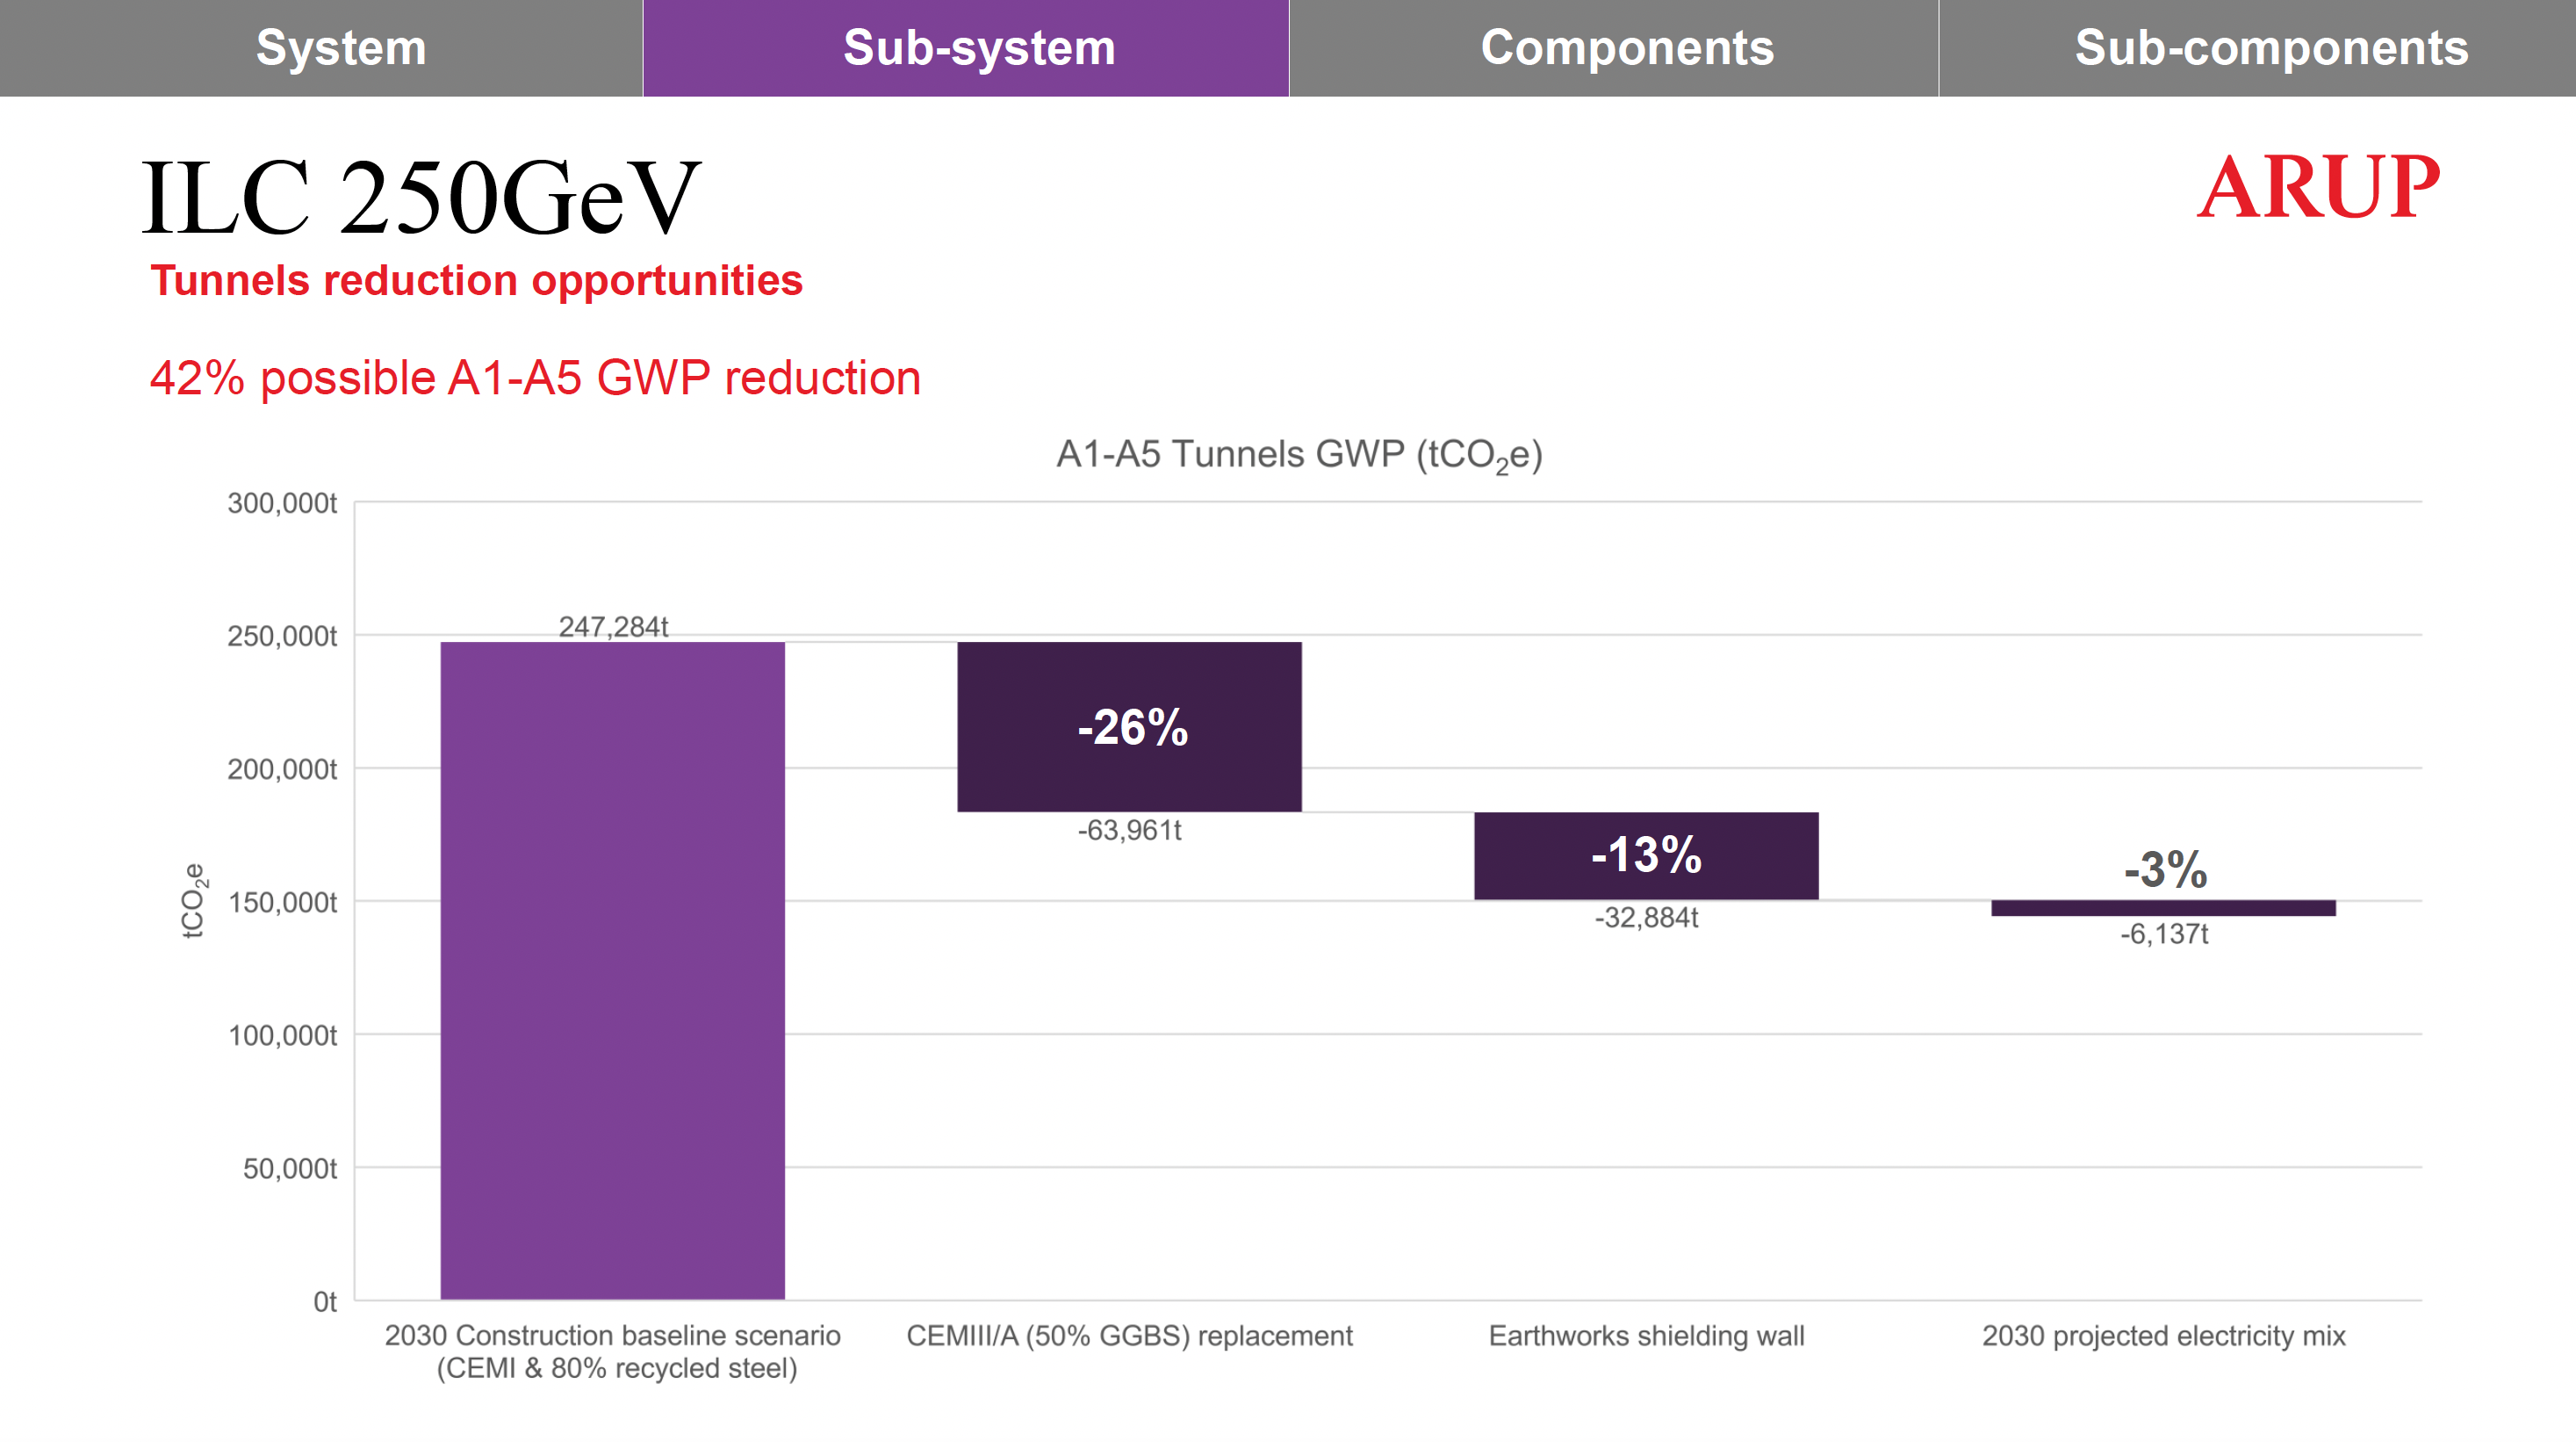 System
Sub-system
Components
Sub-components
ILC 250GeV
ARUP
Tunnels reduction opportunities
42% possible A1-A5 GWP reduction
A1-A5 Tunnels GWP (tCO₂e)
tCO₂e
300,000t
250,000t
200,000t
150,000t
100,000t
50,000t
0t
247,284t
-26%
-63,961t
-13%
-32,884t
-3%
-6,137t
2030 Construction baseline scenario
(CEMI & 80% recycled steel)
CEMIII/A (50% GGBS) replacement
Earthworks shielding wall
2030 projected electricity mix